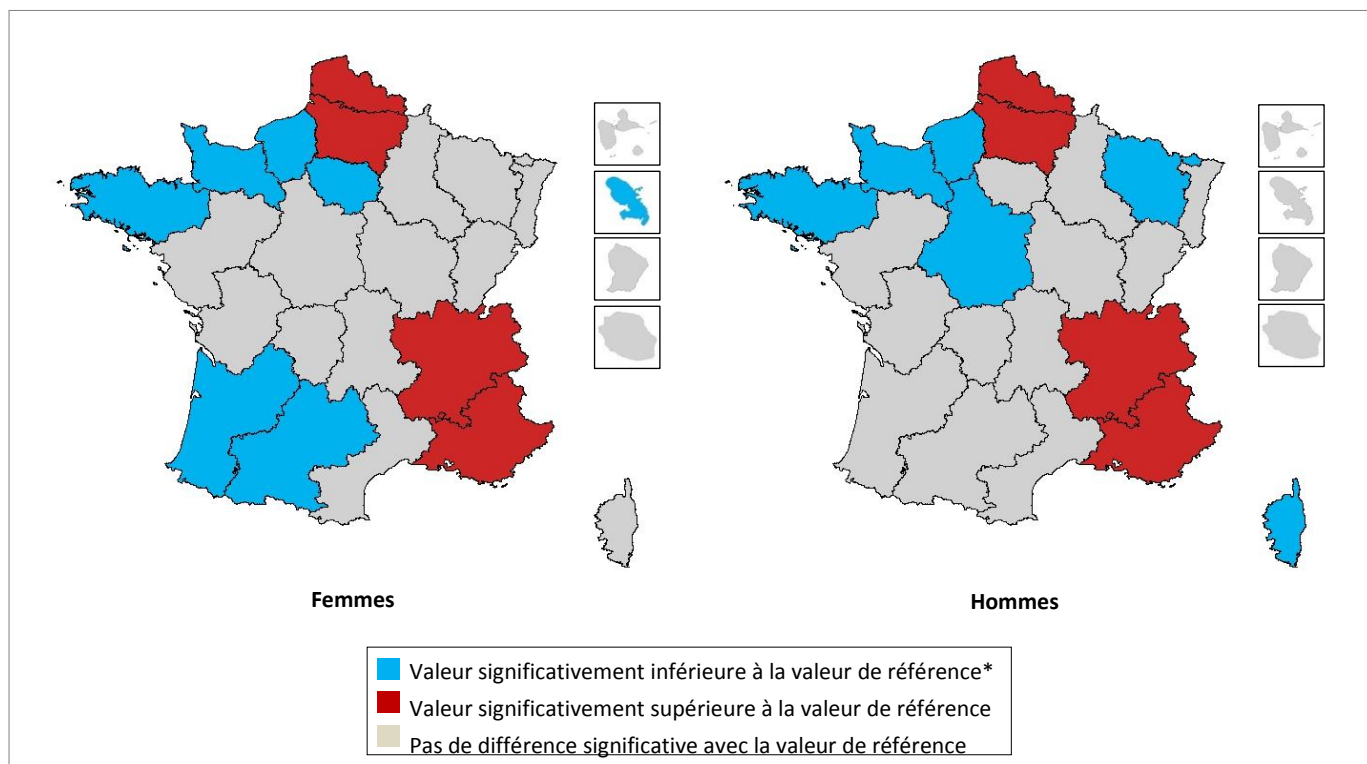 Femmes
Hommes
Valeur significativement inférieure à la valeur de référence*
Valeur significativement supérieure à la valeur de référence
Pas de différence significative avec la valeur de référence